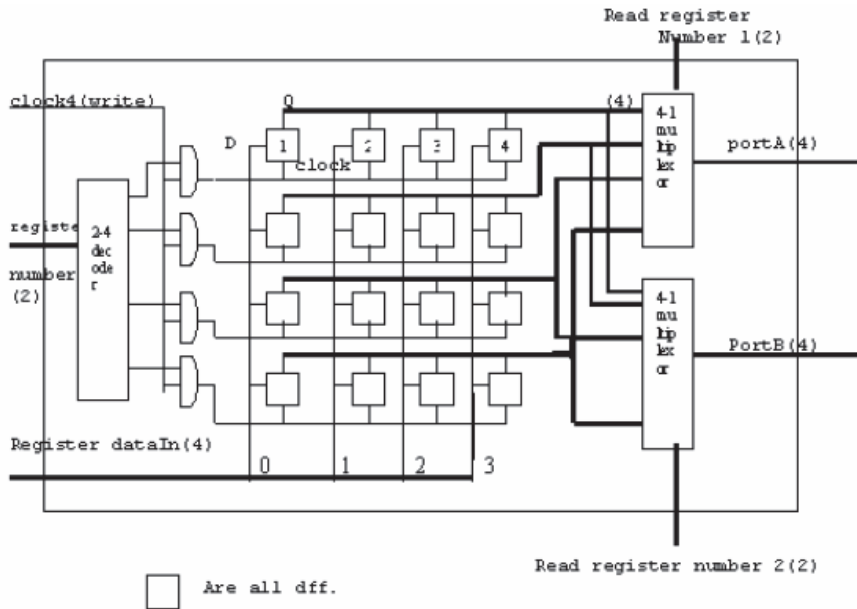 Read register
Number 1(2)
clock4(write)
Q
(4)
D
1
2
3
4
clock
4-1
mu
ltip
lex
or
portA(4)
registe
number
(2)
2-4
dec
ode
r
4-1
mu
ltip
lex
or
PortB(4)
Register dataIn(4)
0
1
2
3
Read register number 2(2)
Are all dff.